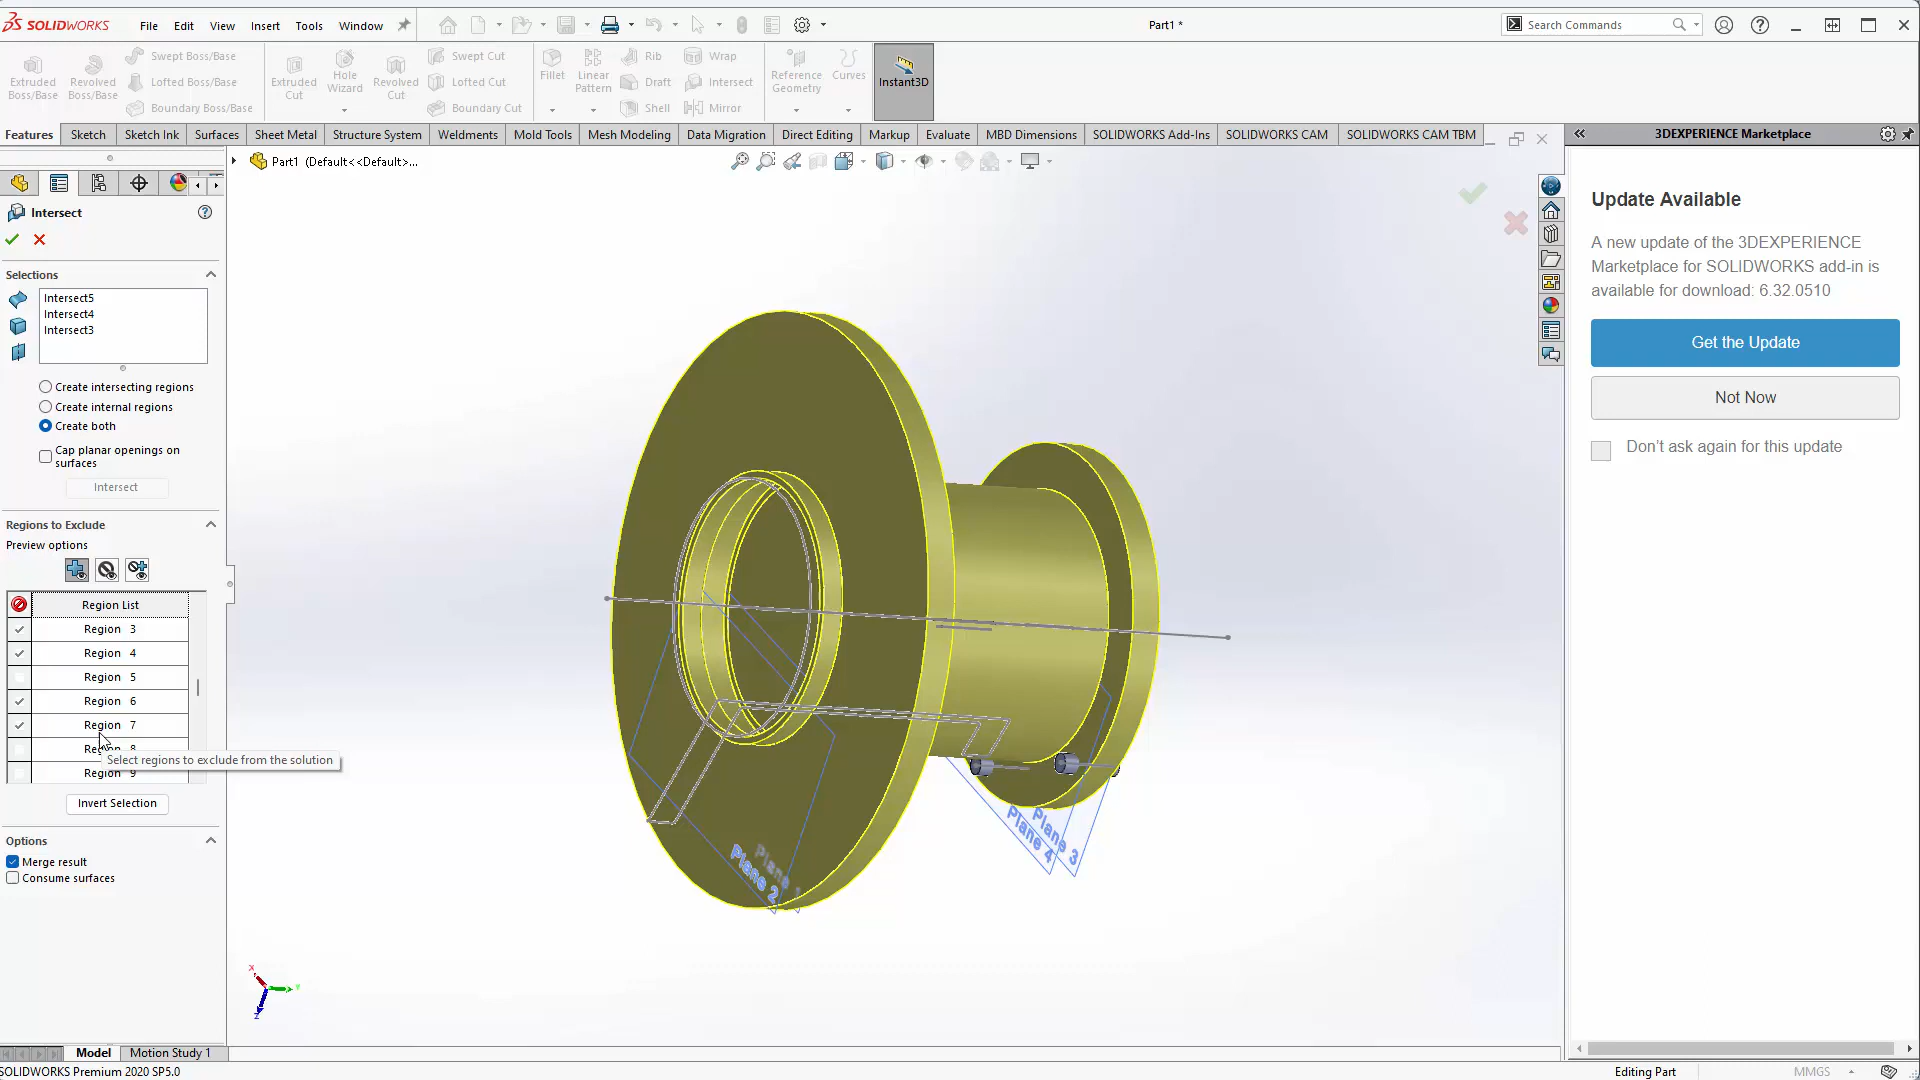 SOLIDWORKS
File Edit View Insert Tools Window
Part1 *
Search Commands
Extruded Boss/Base
Revolved Boss/Base
Swept Boss/Base
Lofted Boss/Base
Boundary Boss/Base
Extruded Cut
Hole Wizard
Revolved Cut
Swept Cut
Lofted Cut
Boundary Cut
Fillet
Linear Pattern
Rib
Draft
Shell
Wrap
Intersect
Mirror
Reference Geometry
Curves
Instant3D
Features Sketch Sketch Ink Surfaces Sheet Metal Structure System Weldments Mold Tools Mesh Modeling Data Migration Direct Editing Markup Evaluate MBD Dimensions SOLIDWORKS Add-Ins SOLIDWORKS CAM SOLIDWORKS CAM TBM
3DEXPERIENCE Marketplace
Part1 (Default<<Default>...
Intersect
Selections
Intersect5
Intersect4
Intersect3
Create intersecting regions
Create internal regions
Create both
Cap planar openings on
surfaces
Intersect
Regions to Exclude
Preview options
Region List
Region 3
Region 4
Region 5
Region 6
Region 7
Region 8
Select regions to exclude from the solution
Region 9
Invert Selection
Options
Merge result
Consume surfaces
Plane 1
Plane 2
Plane 3
Plane 4
X
Y
Z
Update Available
A new update of the 3DEXPERIENCE
Marketplace for SOLIDWORKS add-in is
available for download: 6.32.0510
Get the Update
Not Now
Don't ask again for this update
Model Motion Study 1
SOLIDWORKS Premium 2020 SP5.0
Editing Part
MMGS